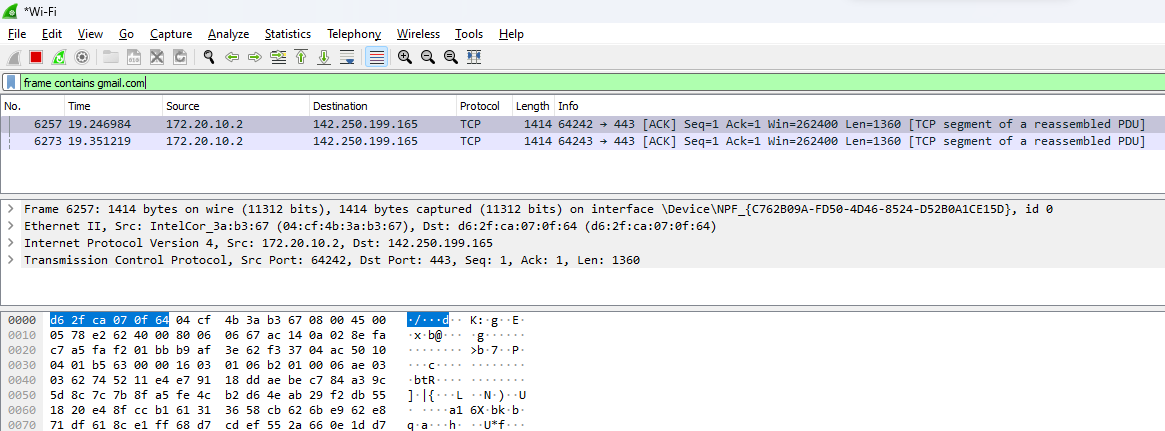 *Wi-Fi
File Edit View Go Capture Analyze Statistics Telephony Wireless Tools Help
frame contains gmail.com
No. Time Source Destination Protocol Length Info
6257 19.246984 172.20.10.2 142.250.199.165 TCP 1414 64242 → 443 [ACK] Seq=1 Ack=1 Win=262400 Len=1360 [TCP segment of a reassembled PDU]
6273 19.351219 172.20.10.2 142.250.199.165 TCP 1414 64243 → 443 [ACK] Seq=1 Ack=1 Win=262400 Len=1360 [TCP segment of a reassembled PDU]
> Frame 6257: 1414 bytes on wire (11312 bits), 1414 bytes captured (11312 bits) on interface \Device\NPF_{C762B09A-FD50-4D46-8524-D52B0A1CE15D}, id 0
> Ethernet II, Src: IntelCor_3a:b3:67 (04:cf:4b:3a:b3:67), Dst: d6:2f:ca:07:0f:64 (d6:2f:ca:07:0f:64)
> Internet Protocol Version 4, Src: 172.20.10.2, Dst: 142.250.199.165
> Transmission Control Protocol, Src Port: 64242, Dst Port: 443, Seq: 1, Ack: 1, Len: 1360
0000 d6 2f ca 07 0f 64 04 cf 4b 3a b3 67 08 00 45 00 ·/···d·· K:·g··E·
0010 05 78 e2 62 40 00 80 06 06 67 ac 14 0a 02 8e fa ·x·b@··· ·g······
0020 c7 a5 fa f2 01 bb b9 af 3e 62 f3 37 04 ac 50 10 ········ >b·7··P·
0030 04 01 b5 63 00 00 16 03 01 06 b2 01 00 06 ae 03 ···c···· ········
0040 03 62 74 52 11 e4 e7 91 18 dd ae be c7 84 a3 9c ·btR···· ········
0050 5d 8c 7c 7b 8f a5 fe 4c b2 d6 4e ab 29 f2 db 55 ]·|{···L ··N·)··U
0060 18 20 e4 8f cc b1 61 31 36 58 cb 62 6b e9 62 e8 · ····a1 6X·bk·b·
0070 71 df 61 8c e1 ff 68 d7 cd ef 55 2a 66 0e 1d d7 q·a···h· ··U*f···